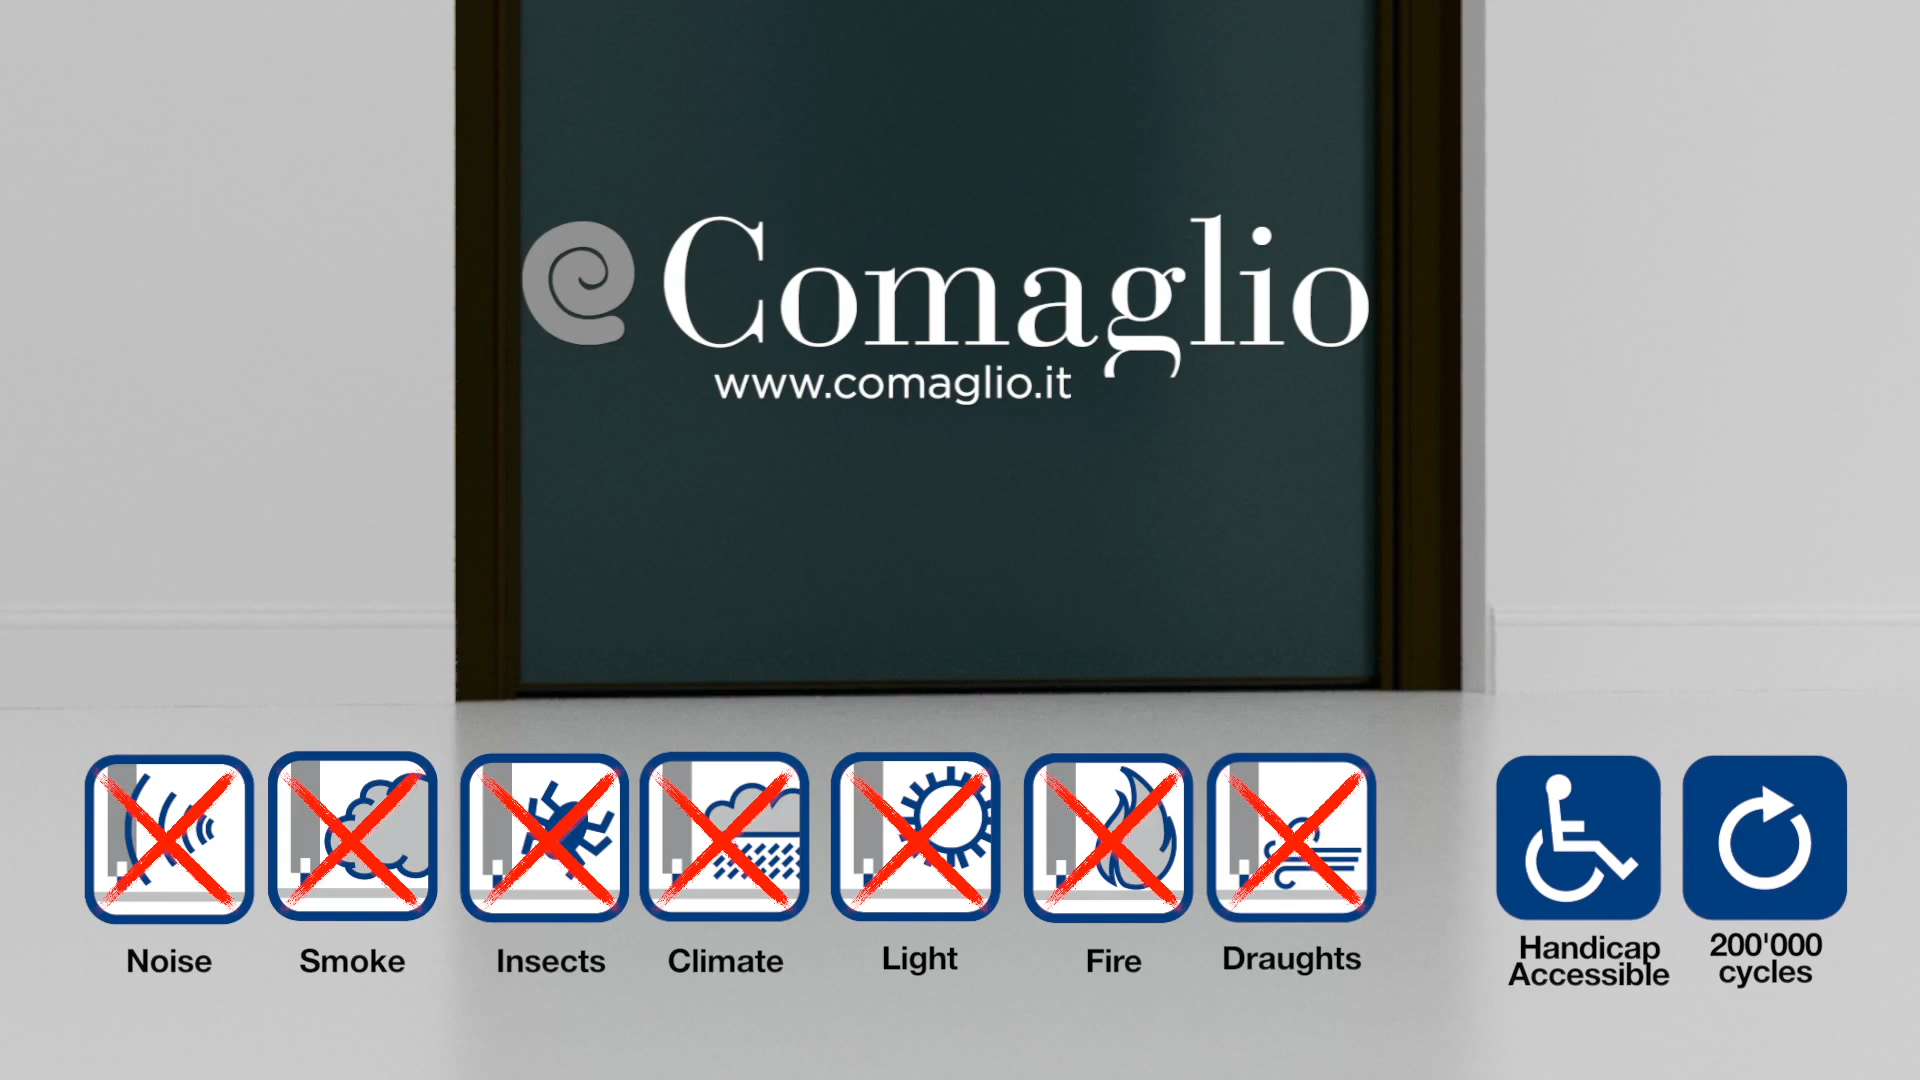 Comaglio
www.comaglio.it
Noise
Smoke
Insects
Climate
Light
Fire
Draughts
Handicap
Accessible
200'000
cycles